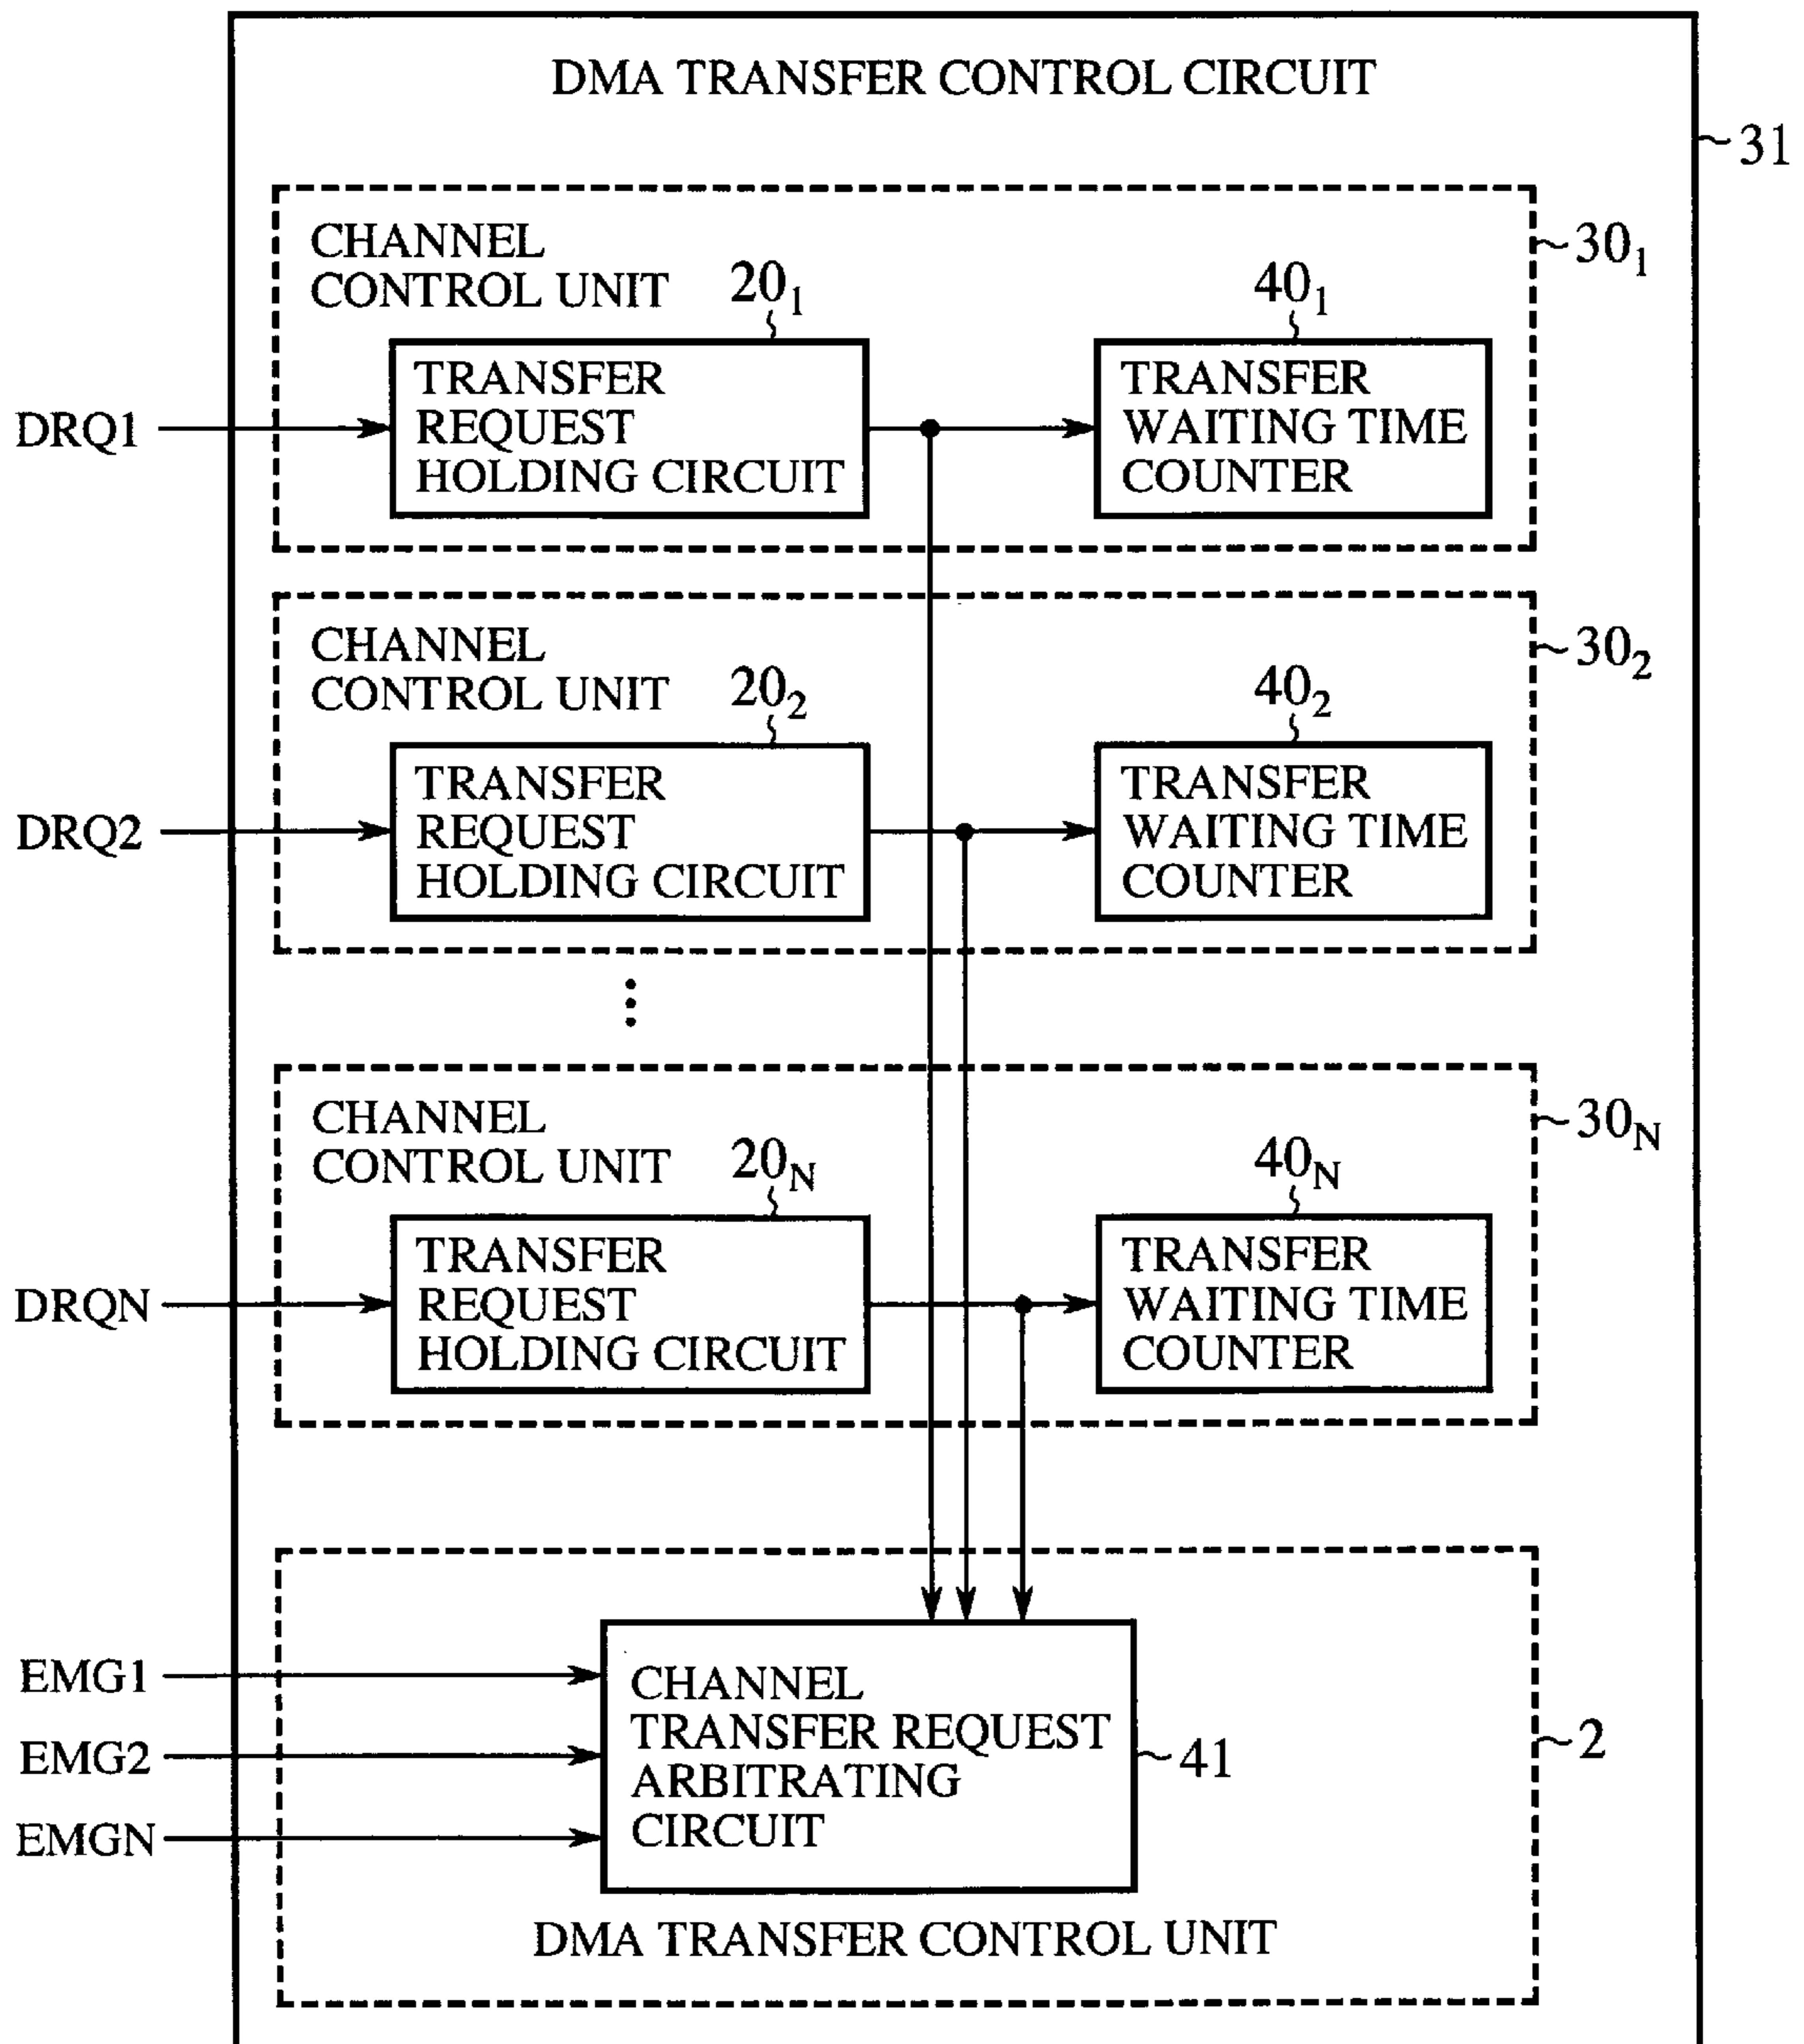 DMA TRANSFER CONTROL CIRCUIT
31
CHANNEL
CONTROL UNIT
30₁
20₁
40₁
DRQ1
TRANSFER
REQUEST
HOLDING CIRCUIT
TRANSFER
WAITING TIME
COUNTER
CHANNEL
CONTROL UNIT
30₂
20₂
40₂
DRQ2
TRANSFER
REQUEST
HOLDING CIRCUIT
TRANSFER
WAITING TIME
COUNTER
CHANNEL
CONTROL UNIT
30N
20N
40N
DRQN
TRANSFER
REQUEST
HOLDING CIRCUIT
TRANSFER
WAITING TIME
COUNTER
EMG1
EMG2
EMGN
CHANNEL
TRANSFER REQUEST
ARBITRATING
CIRCUIT
41
2
DMA TRANSFER CONTROL UNIT